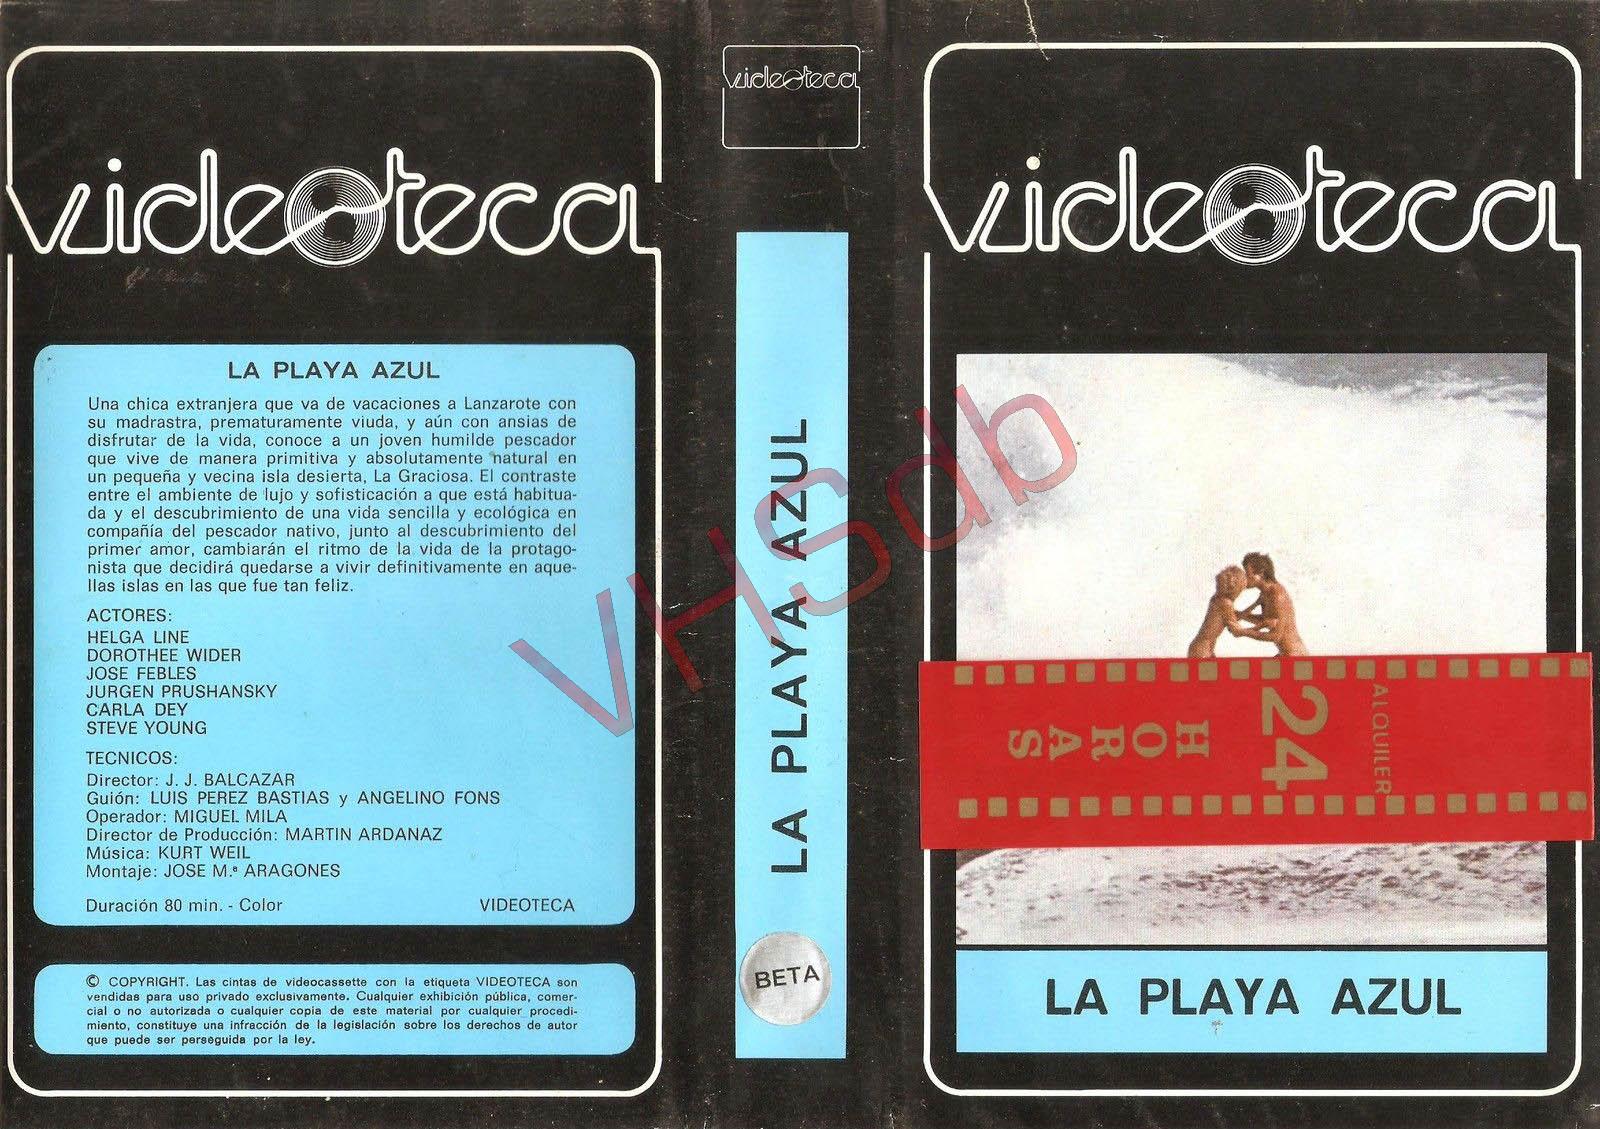 videoteca
LA PLAYA AZUL
Una chica extranjera que va de vacaciones a Lanzarote con
su madrastra, prematuramente viuda, y aún con ansias de
disfrutar de la vida, conoce a un joven humilde pescador
que vive de manera primitiva y absolutamente natural en
un pequeña y vecina isla desierta, La Graciosa. El contraste
entre el ambiente de lujo y sofisticación a que está habitua-
da y el descubrimiento de una vida sencilla y ecológica en
compañía del pescador nativo, junto al descubrimiento del
primer amor, cambiarán el ritmo de la vida de la protago-
nista que decidirá quedarse a vivir definitivamente en aque-
llas islas en las que fue tan feliz.
ACTORES:
HELGA LINE
DOROTHEE WIDER
JOSE FEBLES
JURGEN PRUSHANSKY
CARLA DEY
STEVE YOUNG
TECNICOS:
Director: J. J. BALCAZAR
Guión: LUIS PEREZ BASTIAS y ANGELINO FONS
Operador: MIGUEL MILA
Director de Producción: MARTIN ARDANAZ
Música: KURT WEIL
Montaje: JOSE M.ª ARAGONES
Duración 80 min. - Color VIDEOTECA
© COPYRIGHT. Las cintas de videocassette con la etiqueta VIDEOTECA son
vendidas para uso privado exclusivamente. Cualquier exhibición pública, comer-
cial o no autorizada o cualquier copia de este material por cualquier procedi-
miento, constituye una infracción de la legislación sobre los derechos de autor
que puede ser perseguida por la ley.
videoteca
LA PLAYA AZUL
BETA
VHSdb
videoteca
ALQUILER
24
HORAS
LA PLAYA AZUL